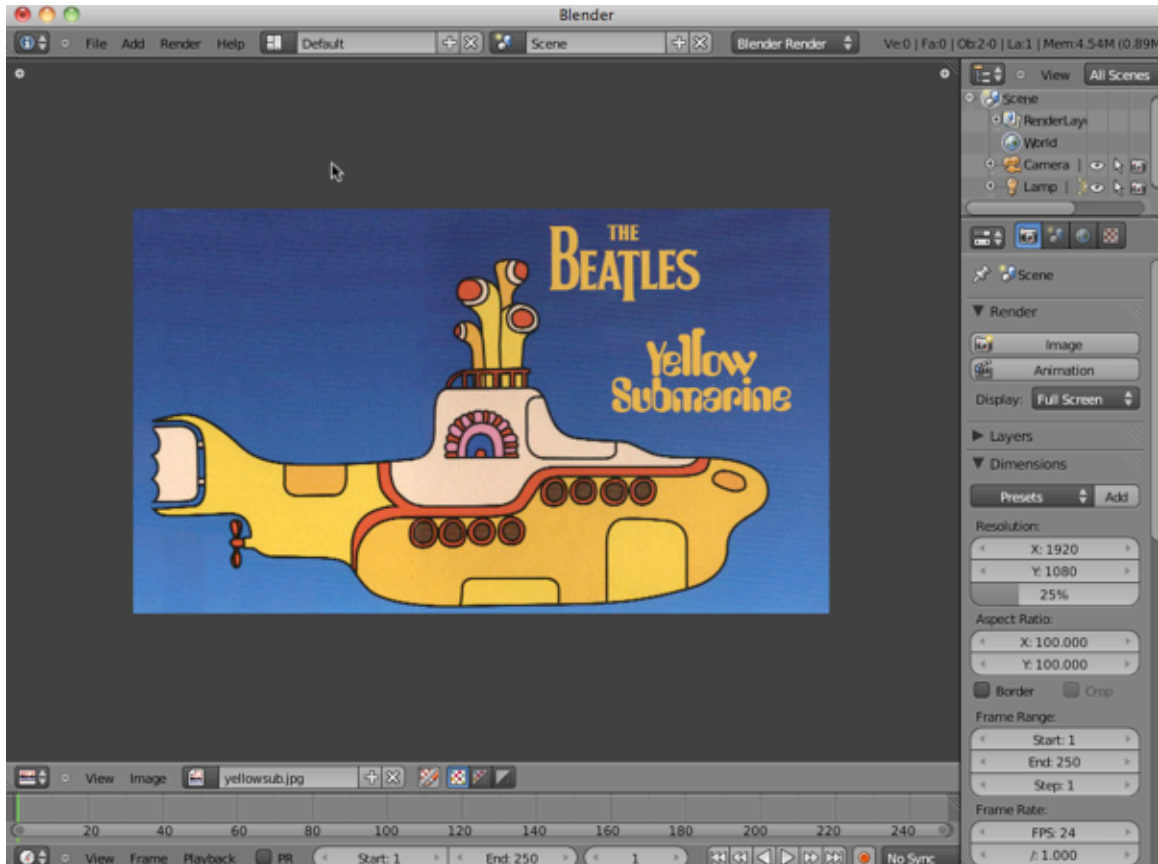 Blender
File Add Render Help Default Scene Blender Render Ve:0 | Fa:0 | Ob:2-0 | La:1 | Mem:4.54M (0.89M
View All Scenes
Scene
RenderLay
World
Camera
Lamp
Scene
Render
Image
Animation
Display: Full Screen
Layers
Dimensions
Presets Add
Resolution:
X: 1920
Y: 1080
25%
Aspect Ratio:
X: 100.000
Y: 100.000
Border Crop
Frame Range:
Start: 1
End: 250
Step: 1
Frame Rate:
FPS: 24
/: 1.000
THE
BEATLES
Yellow
Submarine
View Image yellowsub.jpg
20 40 60 80 100 120 140 160 180 200 220 240
View Frame Playback PR Start: 1 End: 250 1 No Sync